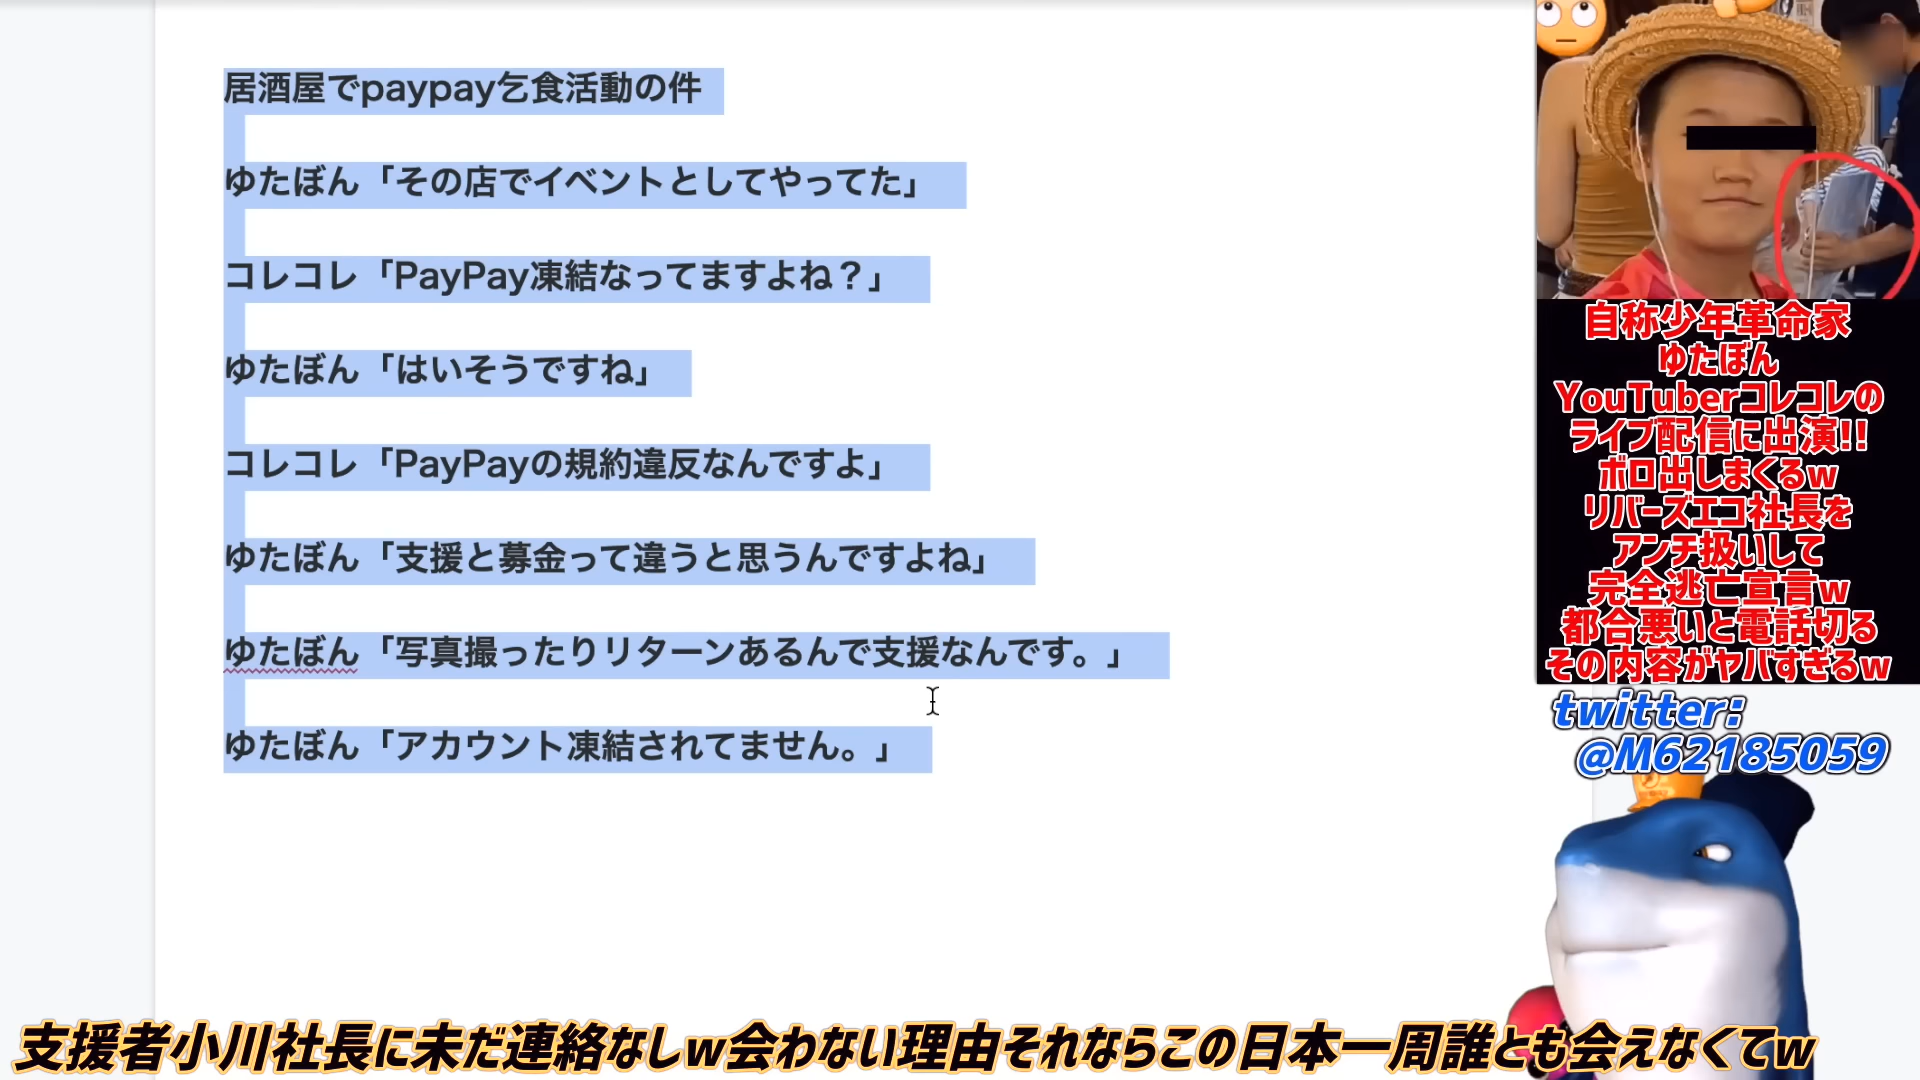 居酒屋でpaypay乞食活動の件
ゆたぼん「その店でイベントとしてやってた」
コレコレ「PayPay凍結なってますよね？」
ゆたぼん「はいそうですね」
コレコレ「PayPayの規約違反なんですよ」
ゆたぼん「支援と募金って違うと思うんですよね」
ゆたぼん「写真撮ったりリターンあるんで支援なんです。」
ゆたぼん「アカウント凍結されてません。」
自称少年革命家
ゆたぼん
YouTuberコレコレの
ライブ配信に出演!!
ボロ出しまくるw
リバーズエコ社長を
アンチ扱いして
完全逃亡宣言w
都合悪いと電話切る
その内容がヤバすぎるw
twitter:
@M62185059
支援者小川社長に未だ連絡なしw会わない理由それならこの日本一周誰とも会えなくてw